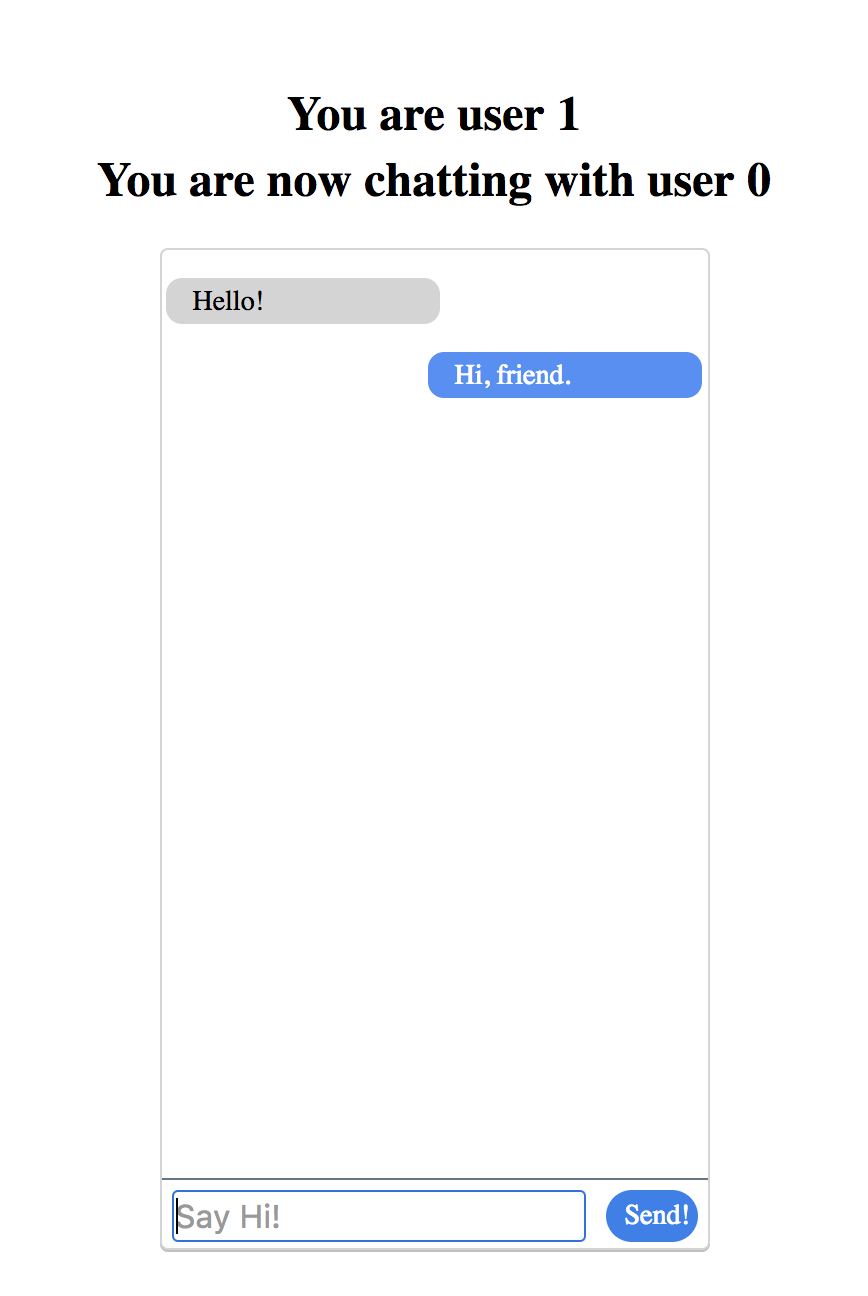 You are user 1
You are now chatting with user 0
Hello!
Hi, friend.
Say Hi!
Send!